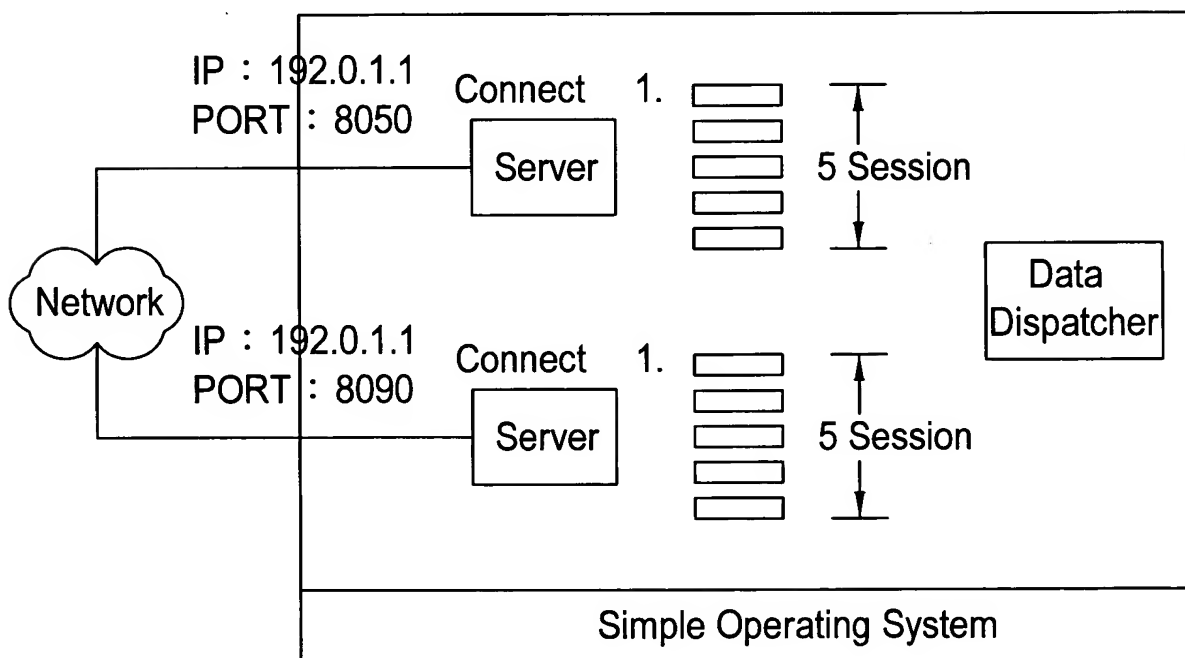 IP : 192.0.1.1
PORT : 8050
Connect 1.
Server
5 Session
Network
Data
Dispatcher
IP : 192.0.1.1
PORT : 8090
Connect 1.
Server
5 Session
Simple Operating System